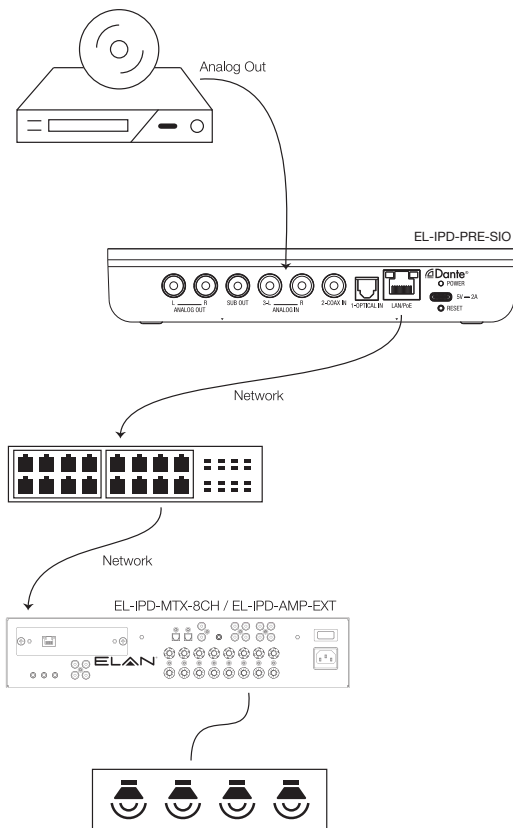 Analog Out
EL-IPD-PRE-SIO
Dante®
POWER
L R SUB OUT 3-L R 2-COAX IN
ANALOG OUT ANALOG IN
1-OPTICAL IN LAN/PoE
5V 2A
RESET
Network
Network
EL-IPD-MTX-8CH / EL-IPD-AMP-EXT
ELAN